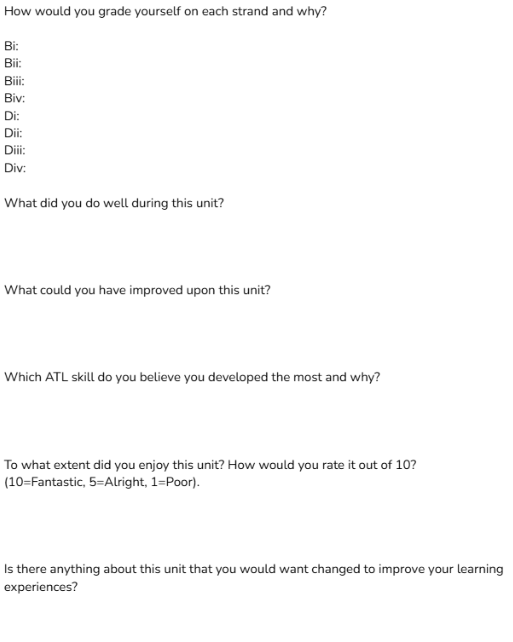 How would you grade yourself on each strand and why?
Bi:
Bii:
Biii:
Biv:
Di:
Dii:
Diii:
Div:
What did you do well during this unit?
What could you have improved upon this unit?
Which ATL skill do you believe you developed the most and why?
To what extent did you enjoy this unit? How would you rate it out of 10?
(10=Fantastic, 5=Alright, 1=Poor).
Is there anything about this unit that you would want changed to improve your learning
experiences?